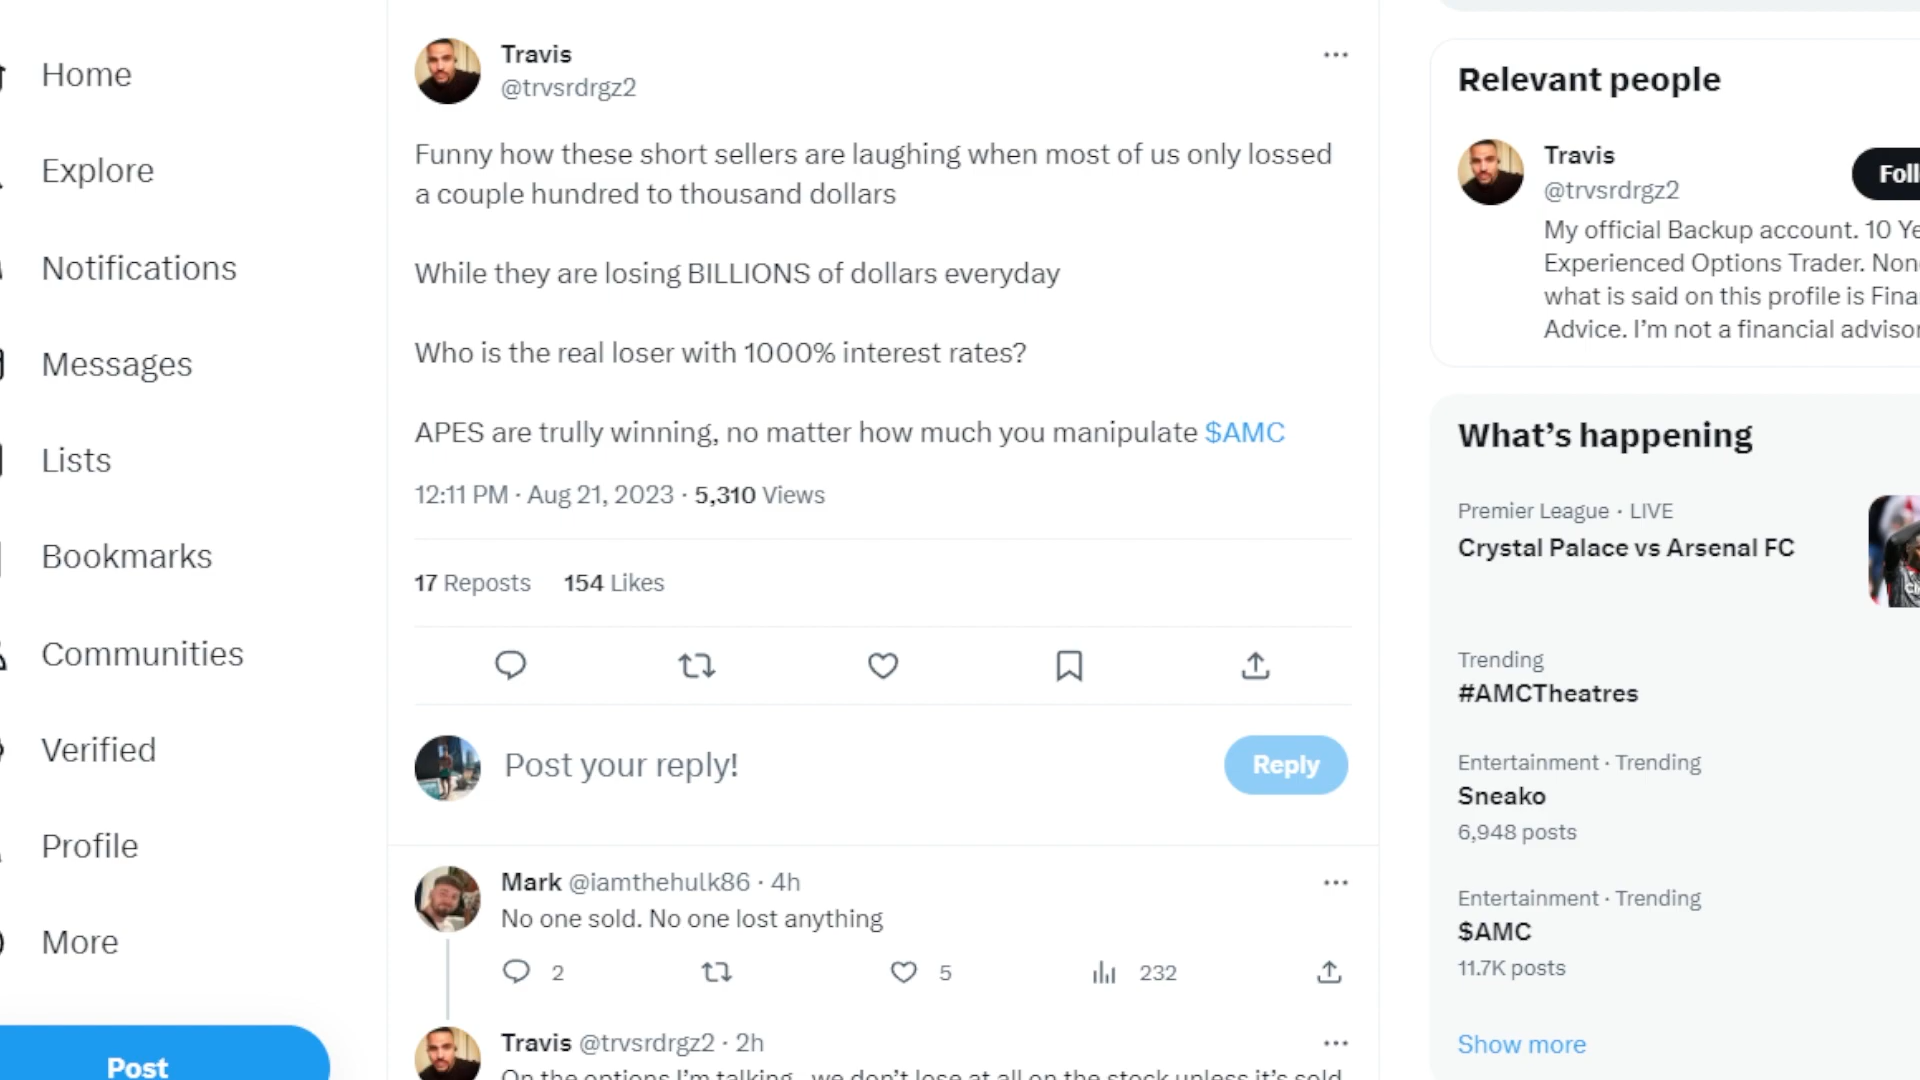 Home
Explore
Notifications
Messages
Lists
Bookmarks
Communities
Verified
Profile
More
Post
Travis
@trvsrdrgz2
Funny how these short sellers are laughing when most of us only lossed
a couple hundred to thousand dollars
While they are losing BILLIONS of dollars everyday
Who is the real loser with 1000% interest rates?
APES are trully winning, no matter how much you manipulate $AMC
12:11 PM · Aug 21, 2023 · 5,310 Views
17 Reposts 154 Likes
Post your reply!
Reply
Mark @iamthehulk86 · 4h
No one sold. No one lost anything
2 5 232
Travis @trvsrdrgz2 · 2h
On the options I'm talking.. we don't lose at all on the stock unless it's sold
Relevant people
Travis
@trvsrdrgz2
Foll
My official Backup account. 10 Ye
Experienced Options Trader. Non
what is said on this profile is Fina
Advice. I'm not a financial advisor
What's happening
Premier League · LIVE
Crystal Palace vs Arsenal FC
Trending
#AMCTheatres
Entertainment · Trending
Sneako
6,948 posts
Entertainment · Trending
$AMC
11.7K posts
Show more